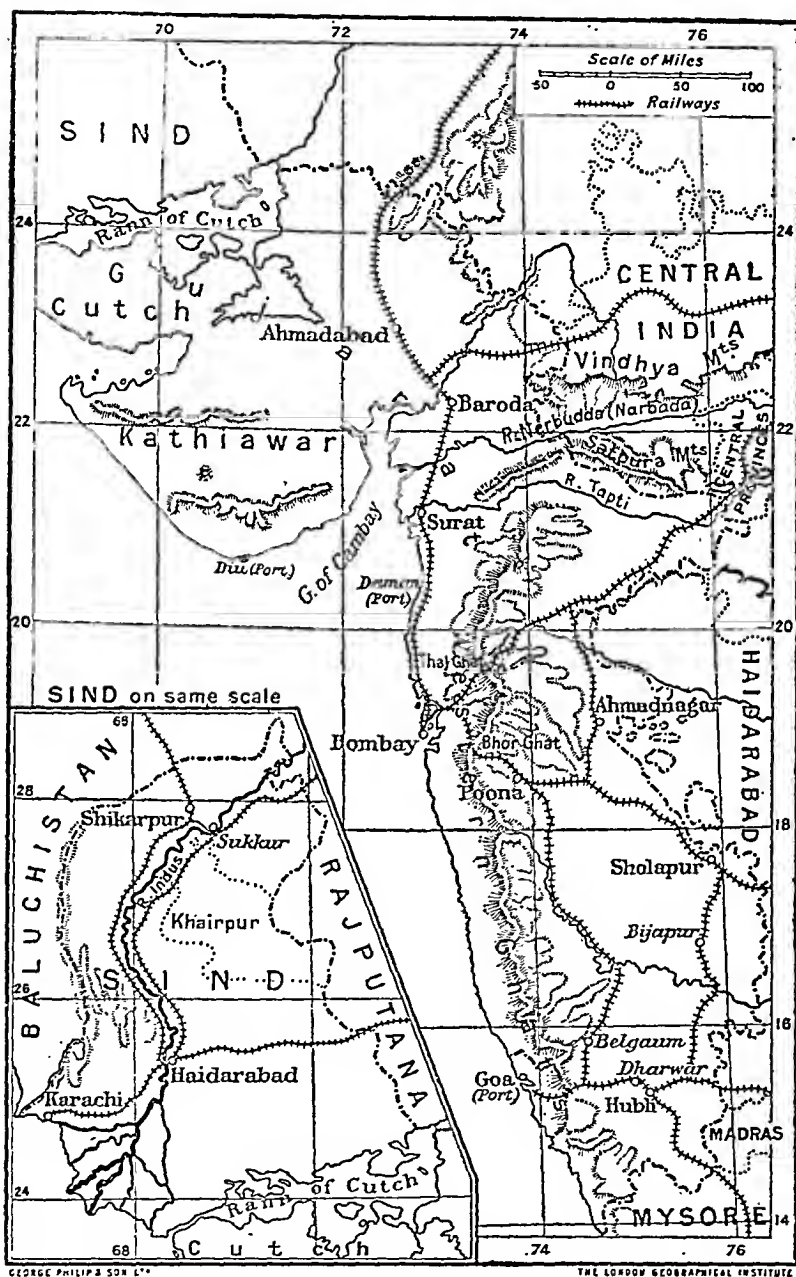 70 72 74 76
Scale of Miles
50 0 50 100
Railways
SIND
24 24
Rann of Cutch
Cutch
G u
CENTRAL
INDIA
Ahmadabad
Vindhya Mts.
Baroda
22 22
R. Nerbudda (Narbada)
Kathiawar
Satpura Mts
CENTRAL
PROVINCES
R. Tapti
Surat
G. of Cambay
Diu (Port)
Daman
(Port)
20 20
HAIDARABAD
SIND on same scale
Ahmadnagar
Bombay
Bhor Ghat
Poona
18
Sholapur
Bijapur
16
Belgaum
Dharwar
Goa
(Port)
Hubli
MADRAS
14
74 76
MYSORE
68
BALUCHISTAN
28
Shikarpur
Sukkur
R. Indus
RAJPUTANA
Khairpur
SIND
26
Haidarabad
Karachi
24
Rann of Cutch
Cutch
68
GEORGE PHILIP & SON Ltd
THE LONDON GEOGRAPHICAL INSTITUTE